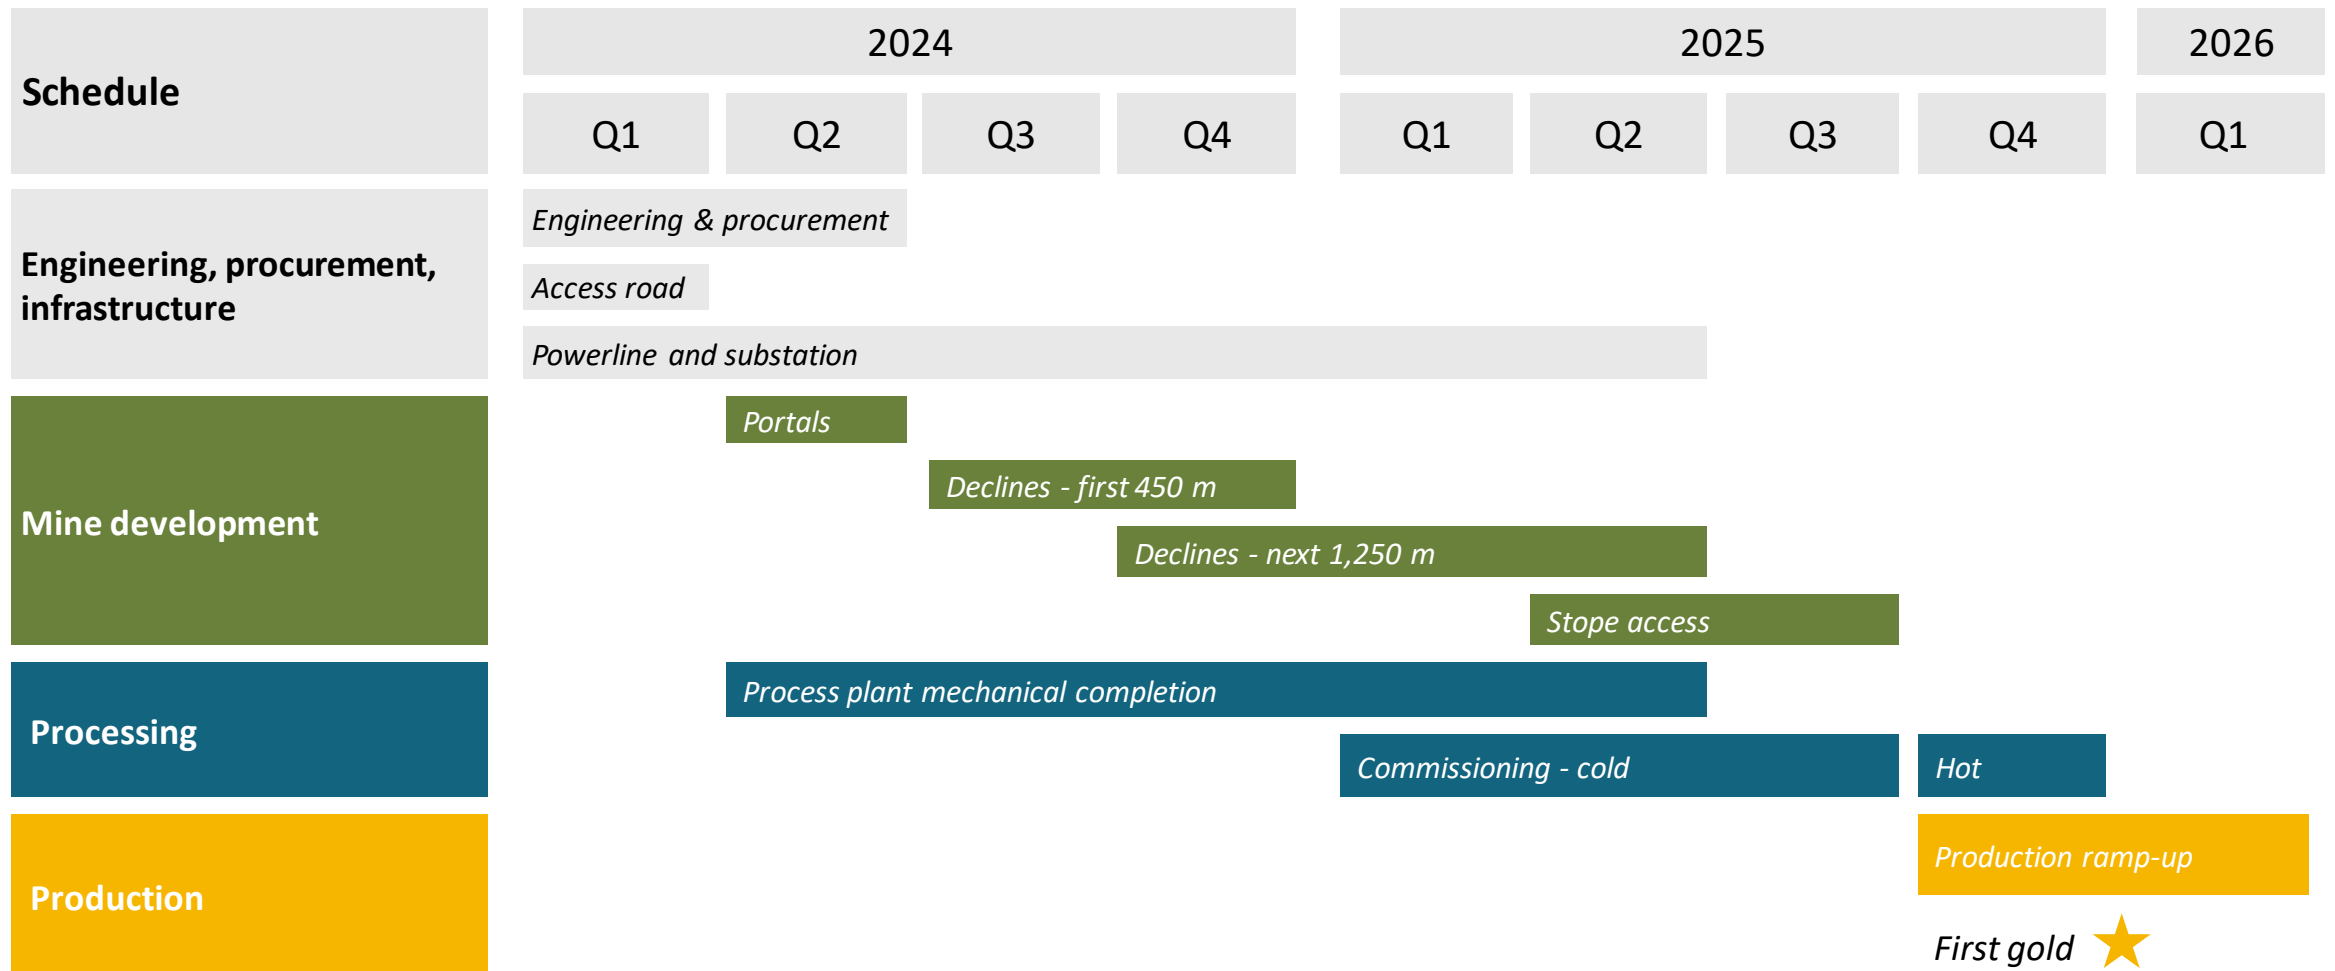 Schedule
2024
2025
2026
Q1
Q2
Q3
Q4
Q1
Q2
Q3
Q4
Q1
Engineering, procurement,
infrastructure
Engineering & procurement
Access road
Powerline and substation
Mine development
Portals
Declines - first 450 m
Declines - next 1,250 m
Stope access
Processing
Process plant mechanical completion
Commissioning - cold
Hot
Production
Production ramp-up
First gold